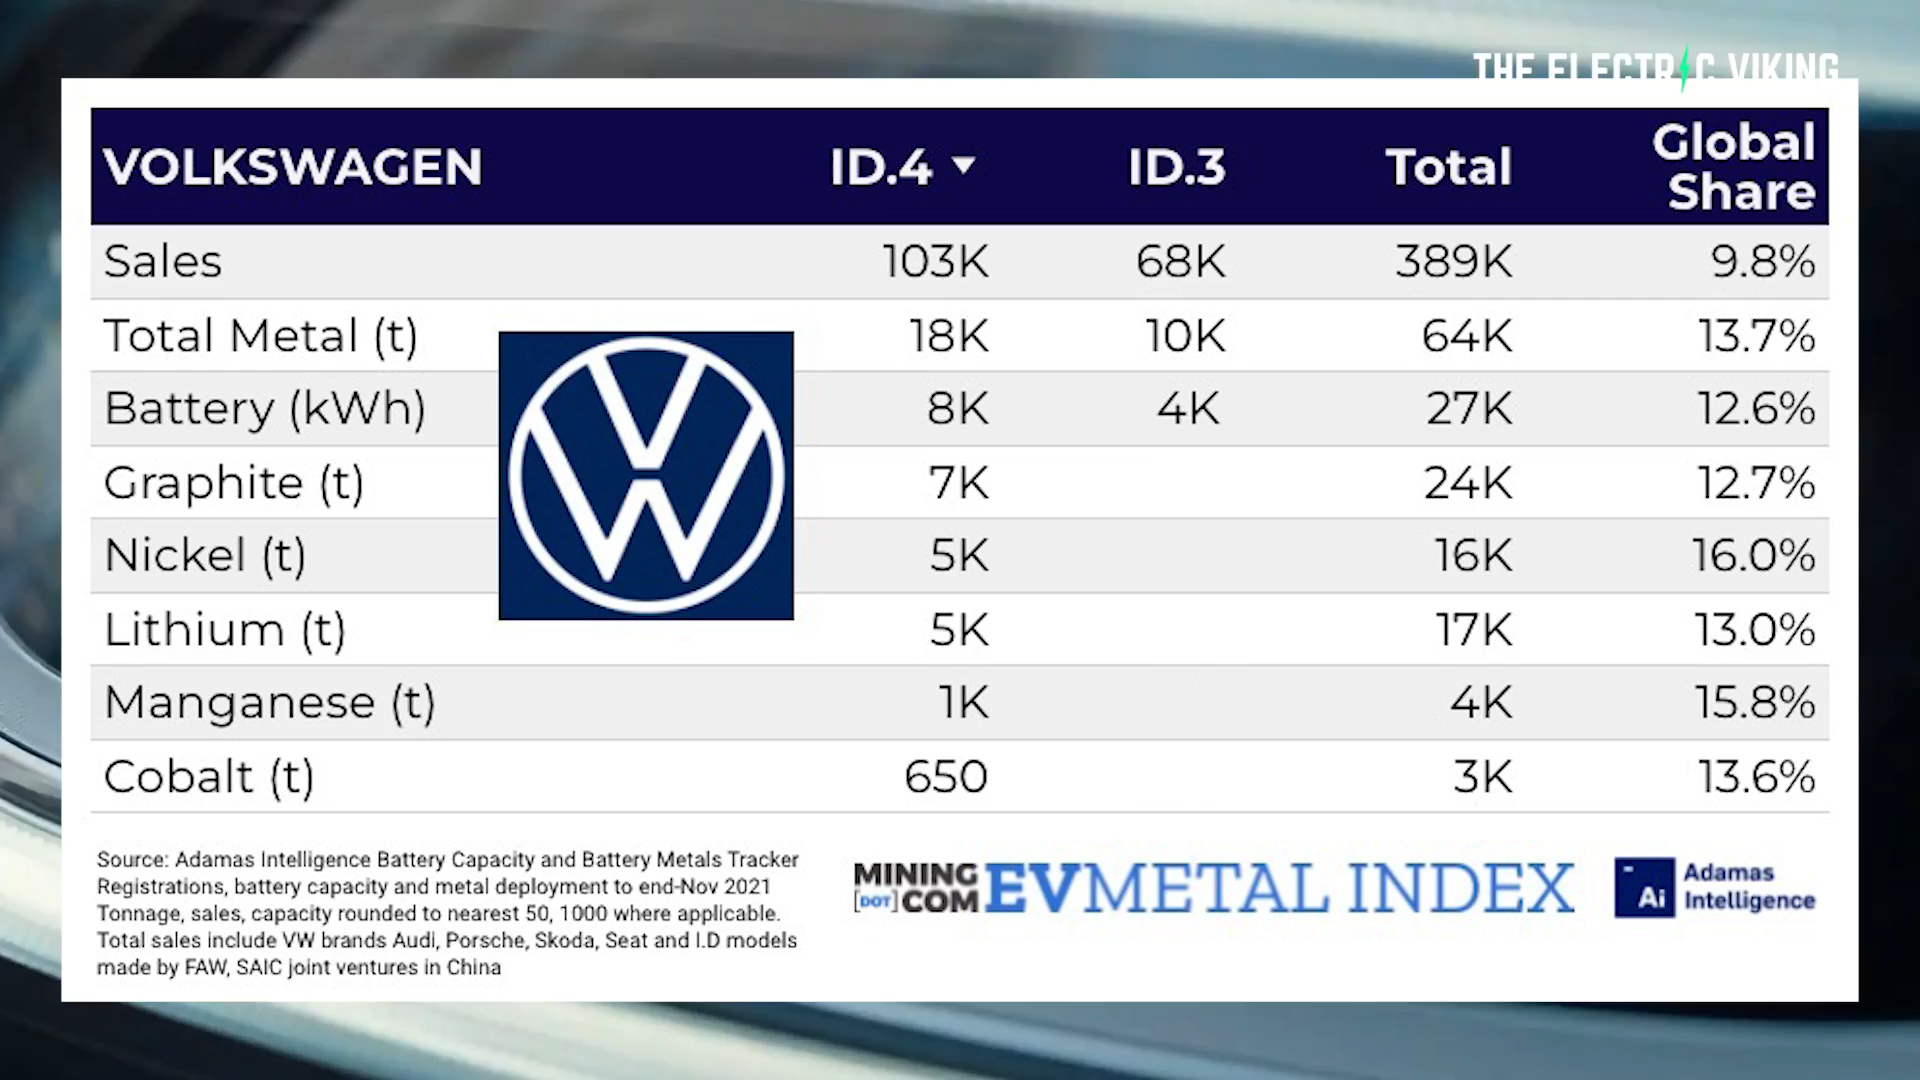 THE ELECTRIC VIKING
VOLKSWAGEN ID.4 ▼ ID.3 Total Global Share
Sales 103K 68K 389K 9.8%
Total Metal (t) 18K 10K 64K 13.7%
Battery (kWh) 8K 4K 27K 12.6%
Graphite (t) 7K 24K 12.7%
Nickel (t) 5K 16K 16.0%
Lithium (t) 5K 17K 13.0%
Manganese (t) 1K 4K 15.8%
Cobalt (t) 650 3K 13.6%
Source: Adamas Intelligence Battery Capacity and Battery Metals Tracker
Registrations, battery capacity and metal deployment to end-Nov 2021
Tonnage, sales, capacity rounded to nearest 50, 1000 where applicable.
Total sales include VW brands Audi, Porsche, Skoda, Seat and I.D models
made by FAW, SAIC joint ventures in China
MINING
[DOT] COM
EVMETAL INDEX
Ai
Adamas
Intelligence